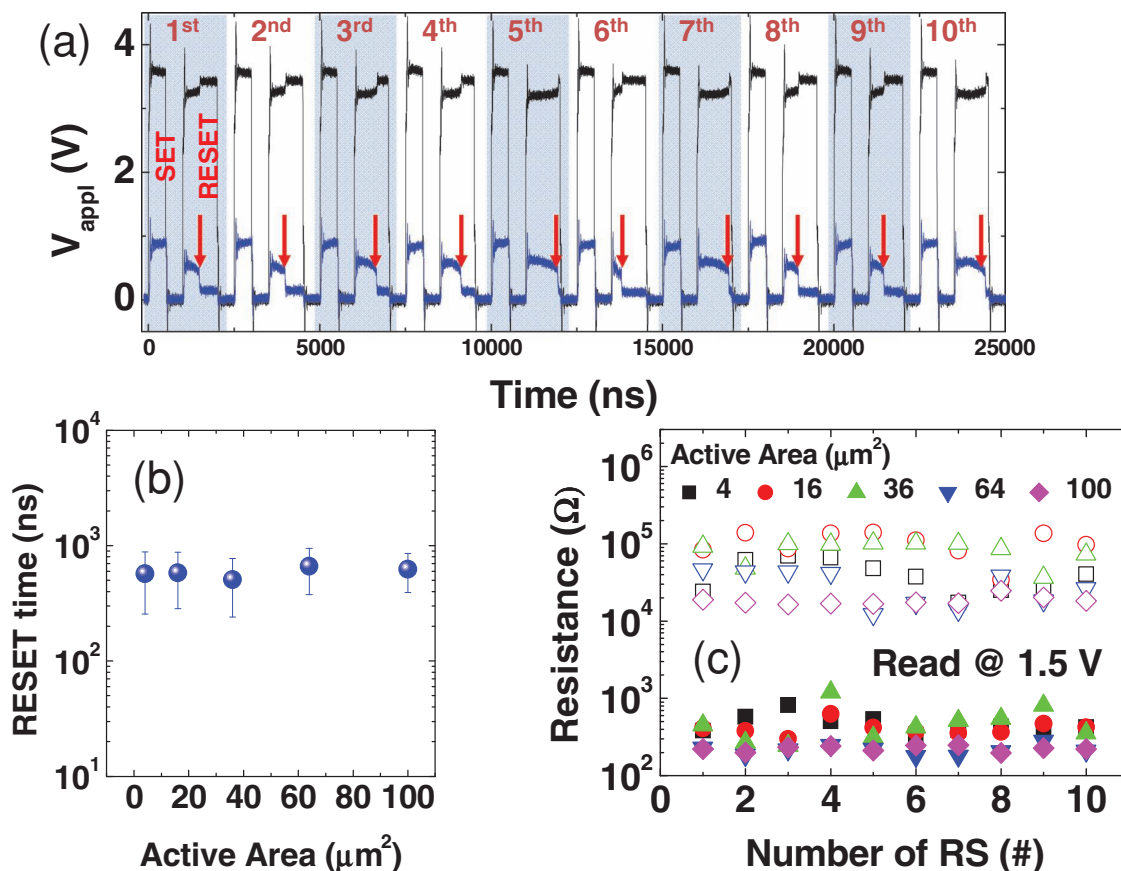 (a)
1st 2nd 3rd 4th 5th 6th 7th 8th 9th 10th
SET
RESET
V_appl (V)
4
2
0
0 5000 10000 15000 20000 25000
Time (ns)
(b)
RESET time (ns)
10^4
10^3
10^2
10^1
0 20 40 60 80 100
Active Area (μm^2)
(c)
Resistance (Ω)
10^6
10^5
10^4
10^3
10^2
Active Area (μm^2)
4 16 36 64 100
Read @ 1.5 V
0 2 4 6 8 10
Number of RS (#)